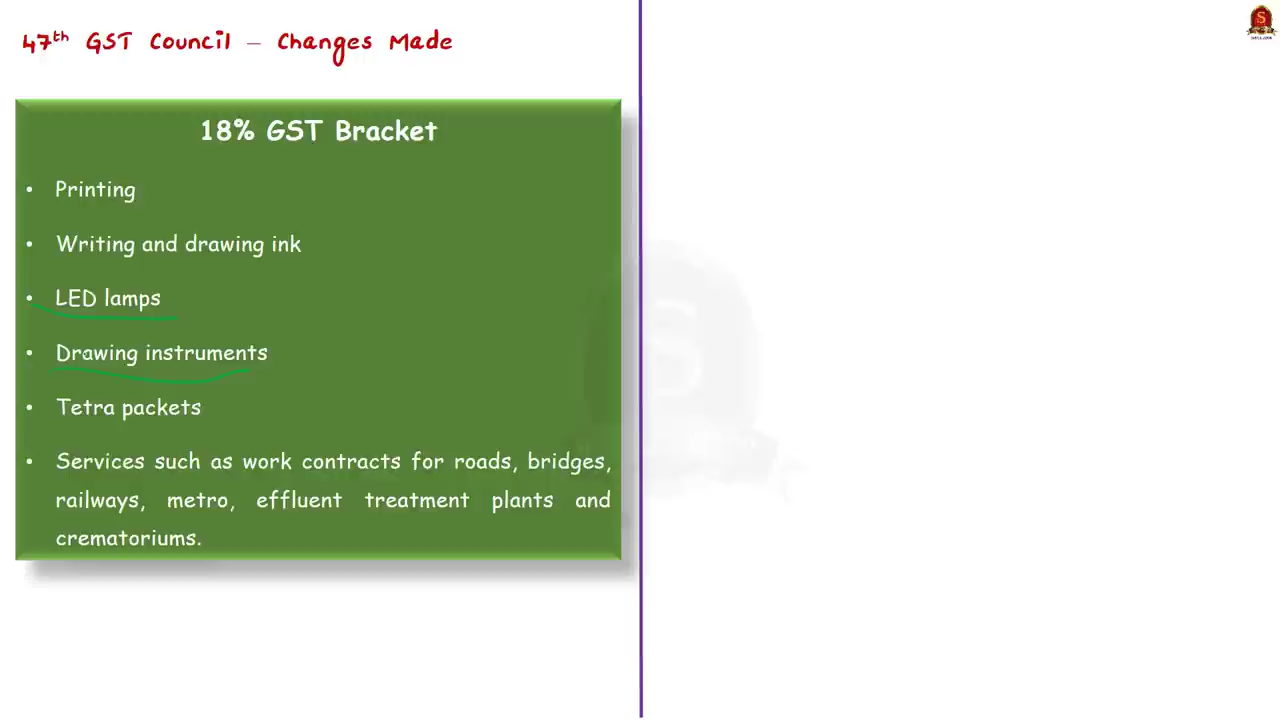 47th GST Council – Changes Made
18% GST Bracket
• Printing
• Writing and drawing ink
• LED lamps
• Drawing instruments
• Tetra packets
• Services such as work contracts for roads, bridges,
railways, metro, effluent treatment plants and
crematoriums.
S